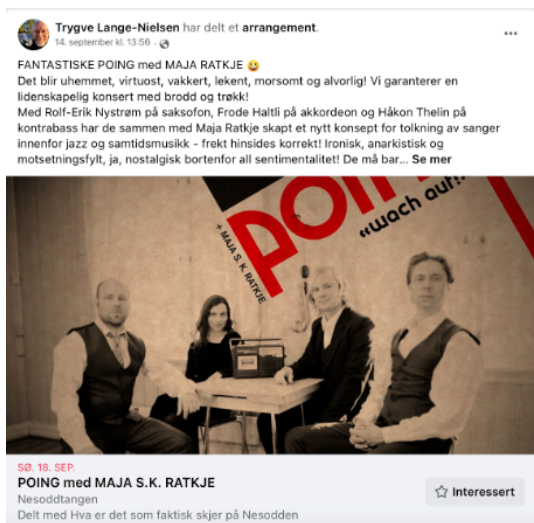 Trygve Lange-Nielsen har delt et arrangement.
14. september kl. 13:56 ·
FANTASTISKE POING med MAJA RATKJE 😃
Det blir uhemmet, virtuost, vakkert, lekent, morsomt og alvorlig! Vi garanterer en
lidenskapelig konsert med brodd og trøkk!
Med Rolf-Erik Nystrøm på saksofon, Frode Haltli på akkordeon og Håkon Thelin på
kontrabass har de sammen med Maja Ratkje skapt et nytt konsept for tolkning av sanger
innenfor jazz og samtidsmusikk - frekt hinsides korrekt! Ironisk, anarkistisk og
motsetningsfylt, ja, nostalgisk bortenfor all sentimentalitet! De må bar... Se mer
POIN
«wach auf!
+ MAJA S. K. RATKJE
SØ. 18. SEP.
POING med MAJA S.K. RATKJE
Nesoddtangen
Delt med Hva er det som faktisk skjer på Nesodden
Interessert